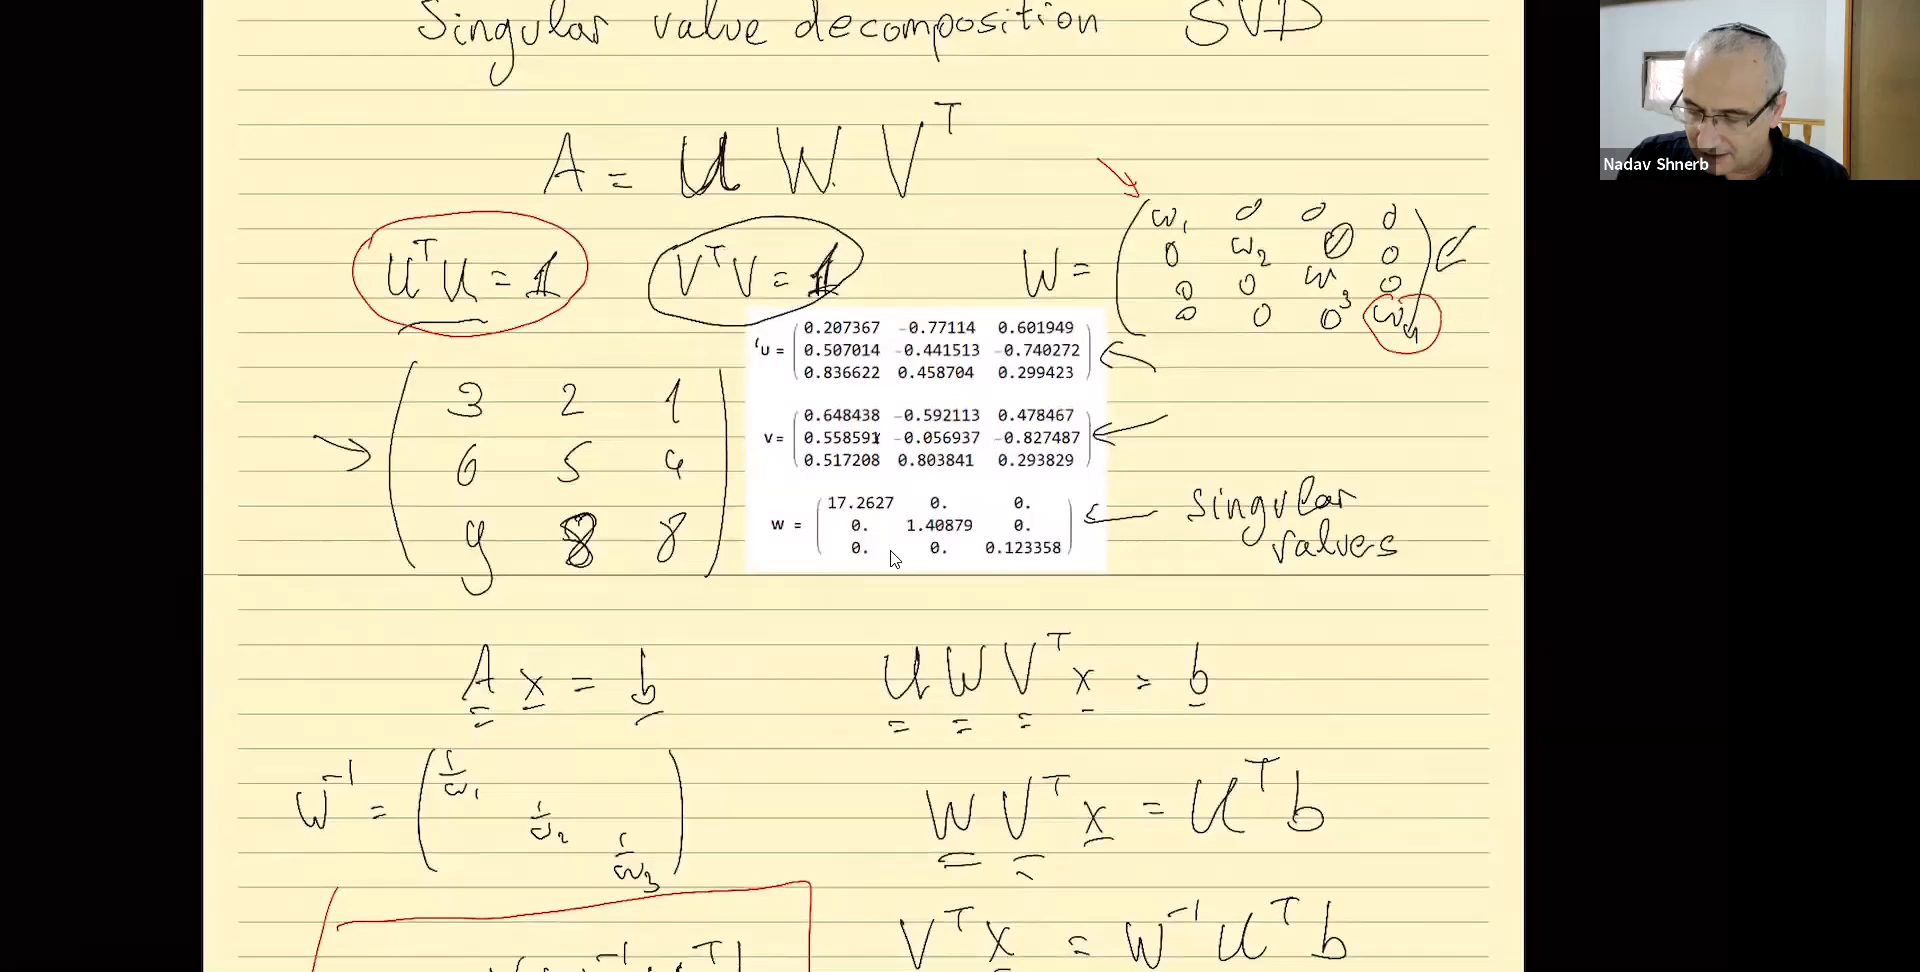 Singular value decomposition SVD
A = U W V^T
U^T U = 1 V^T V = 1
W = ( w1 0 0 0
0 w2 0 0
0 0 w3 0
0 0 0 w4 )
Nadav Shnerb
3 2 1
6 5 4
9 8 8
U = ( 0.207367 -0.77114 0.601949
0.507014 -0.441513 -0.740272
0.836622 0.458704 0.299423 )
V = ( 0.648438 -0.592113 0.478467
0.558591 -0.056937 -0.827487
0.517208 0.803841 0.293829 )
W = ( 17.2627 0. 0.
0. 1.40879 0.
0. 0. 0.123358 )
Singular
values
A x = b
U W V^T x = b
W^-1 = ( 1/w1
1/w2
1/w3 )
W V^T x = U^T b
V^T x = W^-1 U^T b